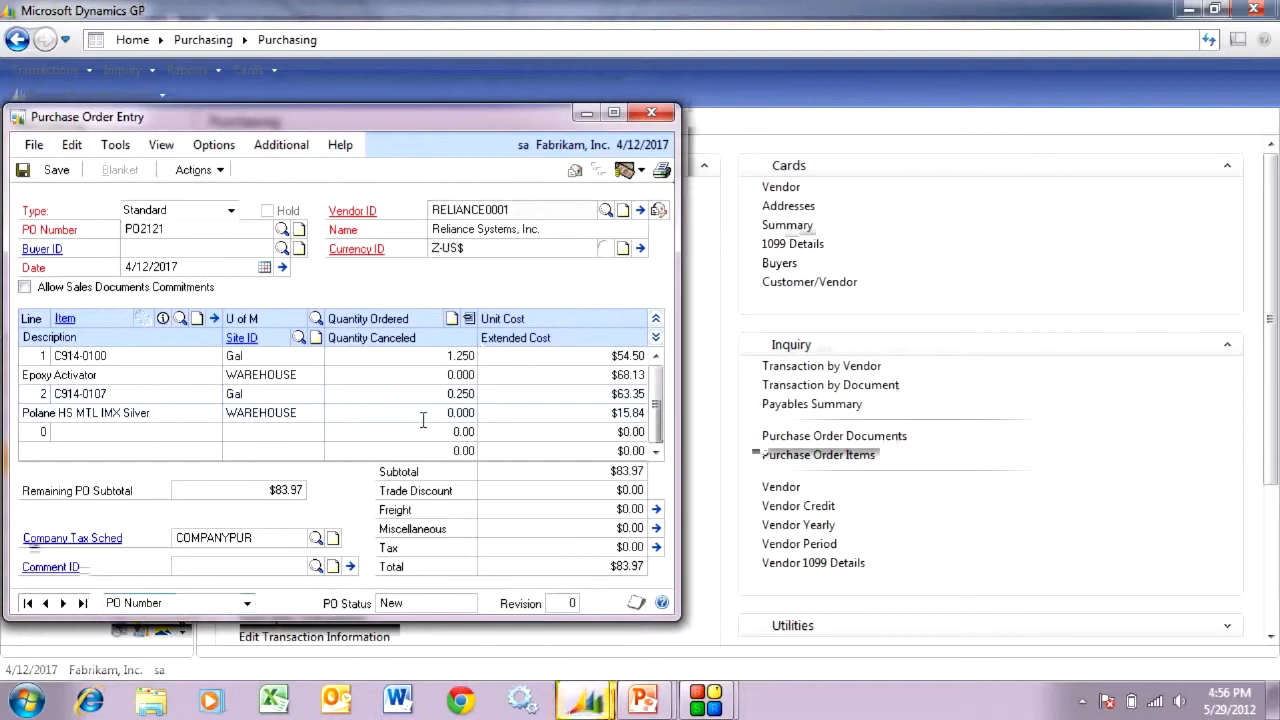 Microsoft Dynamics GP
Home Purchasing Purchasing
Transactions Inquiry Reports Cards
Purchase Order Entry
File Edit Tools View Options Additional Help
sa Fabrikam, Inc. 4/12/2017
Save Blanket Actions
Type: Standard Hold Vendor ID RELIANCE0001
PO Number PO2121 Name Reliance Systems, Inc.
Buyer ID Currency ID Z-US$
Date 4/12/2017
Allow Sales Documents Commitments
Line Item U of M Quantity Ordered Unit Cost
Description Site ID Quantity Canceled Extended Cost
1 C914-0100 Gal 1.250 $54.50
Epoxy Activator WAREHOUSE 0.000 $68.13
2 C914-0107 Gal 0.250 $63.35
Polane HS MTL IMX Silver WAREHOUSE 0.000 $15.84
0 0.00 $0.00
0.00 $0.00
Subtotal $83.97
Remaining PO Subtotal $83.97 Trade Discount $0.00
Freight $0.00
Miscellaneous $0.00
Company Tax Sched COMPANYPUR
Tax $0.00
Comment ID Total $83.97
PO Number PO Status New Revision 0
Edit Transaction Information
Purchasing
Cards
Vendor
Addresses
Summary
1099 Details
Buyers
Customer/Vendor
Inquiry
Transaction by Vendor
Transaction by Document
Payables Summary
Purchase Order Documents
Purchase Order Items
Vendor
Vendor Credit
Vendor Yearly
Vendor Period
Vendor 1099 Details
Utilities
4/12/2017 Fabrikam, Inc. sa
4:56 PM
5/29/2012